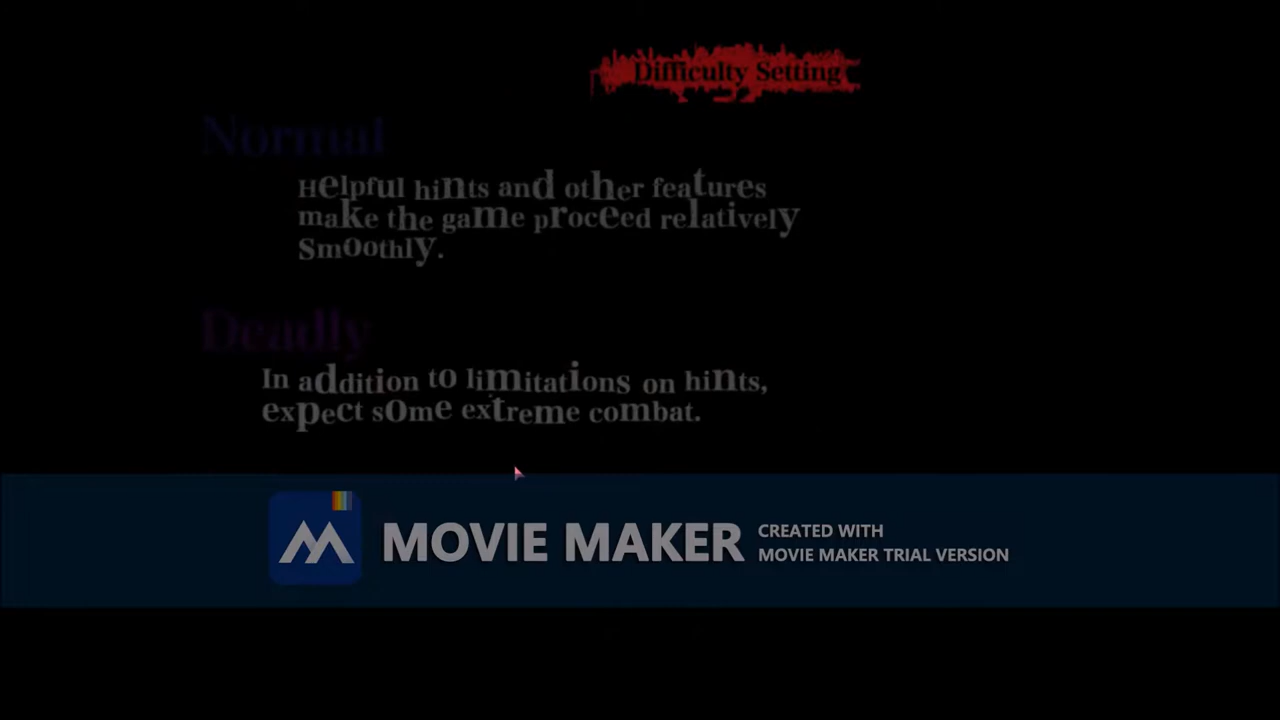 Difficulty Setting
Normal
Helpful hints and other features
make the game proceed relatively
smoothly.
Deadly
In addition to limitations on hints,
expect some extreme combat.
MOVIE MAKER
CREATED WITH
MOVIE MAKER TRIAL VERSION